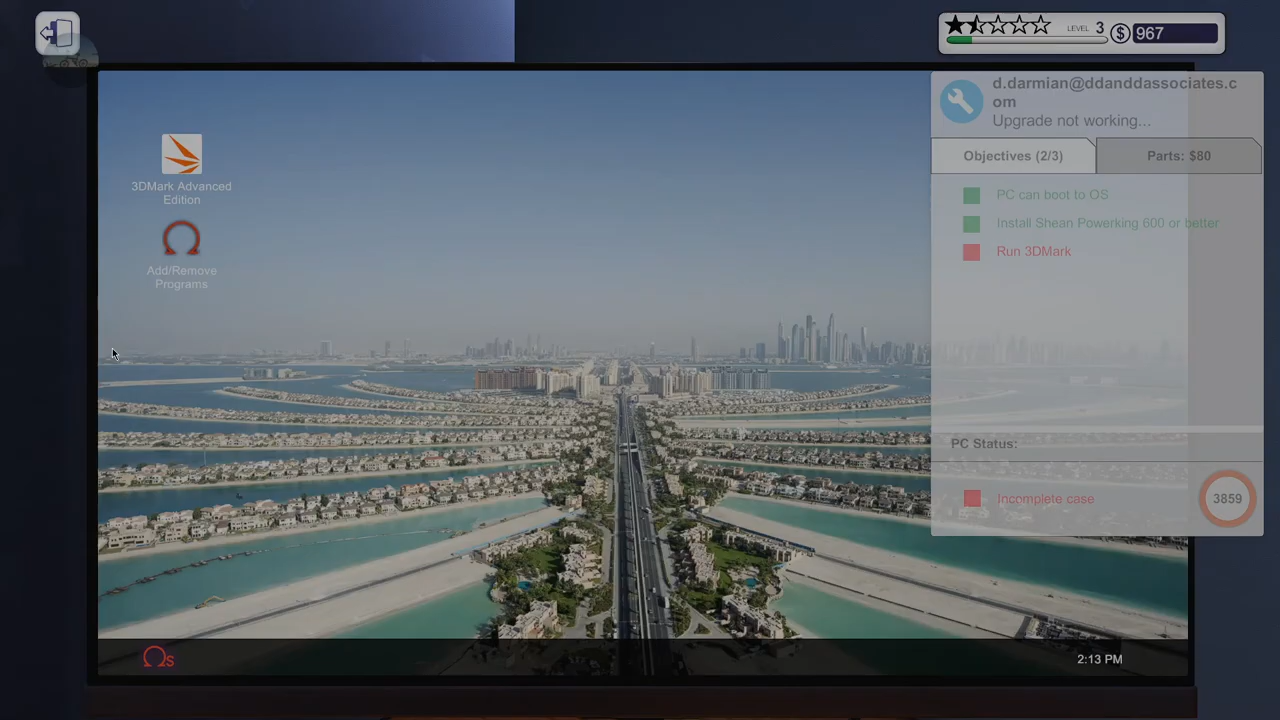 LEVEL 3
$ 967
d.darmian@ddanddassociates.c
om
Upgrade not working...
Objectives (2/3)
Parts: $80
PC can boot to OS
Install Shean Powerking 600 or better
Run 3DMark
PC Status:
Incomplete case
3859
3DMark Advanced
Edition
Add/Remove
Programs
Ωs
2:13 PM